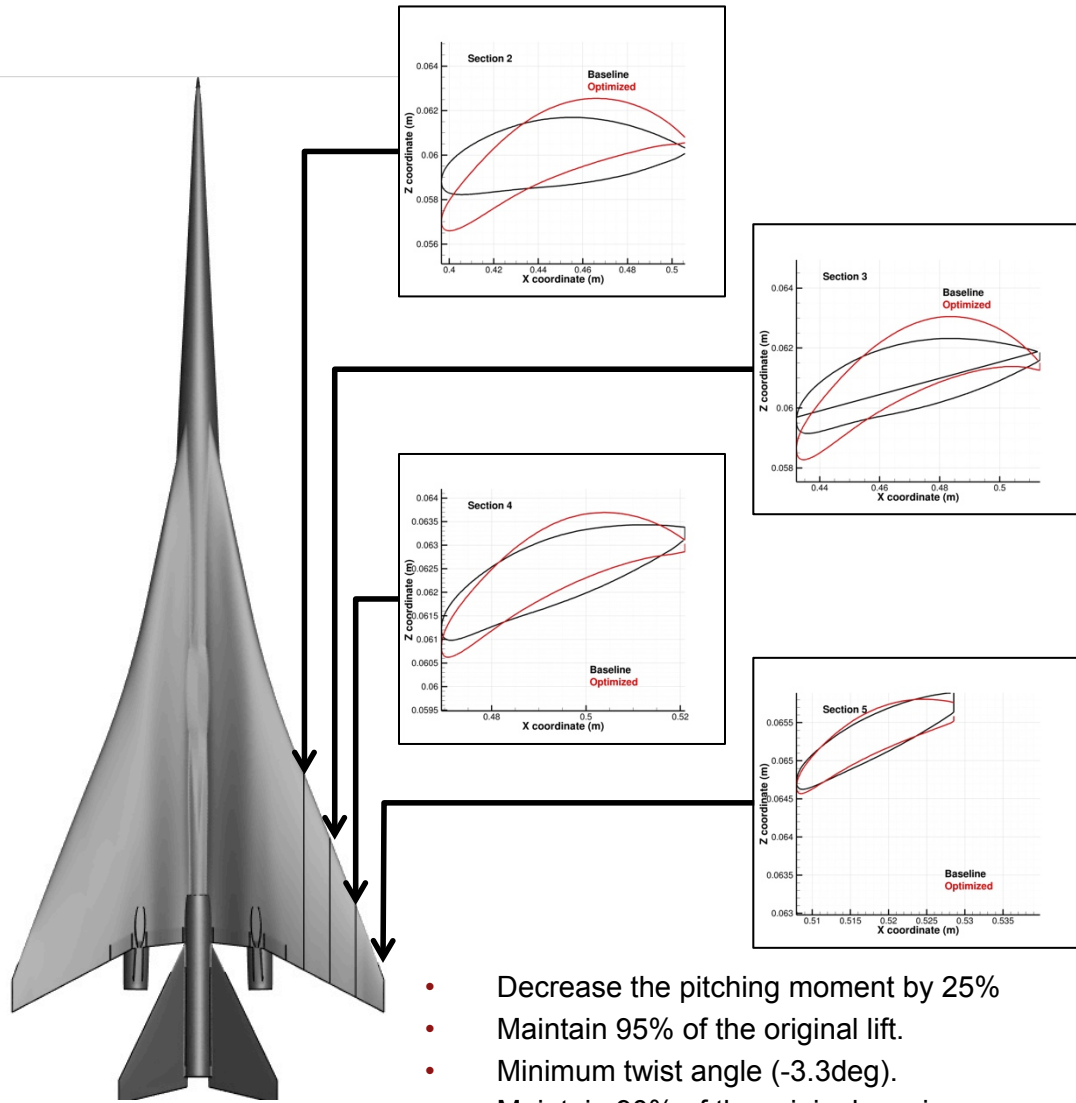 Section 2
Baseline
Optimized
Z coordinate (m)
0.064
0.062
0.06
0.058
0.056
0.4
0.42
0.44
0.46
0.48
0.5
X coordinate (m)
Section 3
Baseline
Optimized
Z coordinate (m)
0.064
0.062
0.06
0.058
0.44
0.46
0.48
0.5
X coordinate (m)
Section 4
Z coordinate (m)
0.064
0.0635
0.063
0.0625
0.062
0.0615
0.061
0.0605
0.06
0.0595
Baseline
Optimized
0.48
0.5
0.52
X coordinate (m)
Section 5
Z coordinate (m)
0.0655
0.065
0.0645
0.064
0.0635
0.063
Baseline
Optimized
0.51
0.515
0.52
0.525
0.53
0.535
X coordinate (m)
• Decrease the pitching moment by 25%
• Maintain 95% of the original lift.
• Minimum twist angle (-3.3deg).